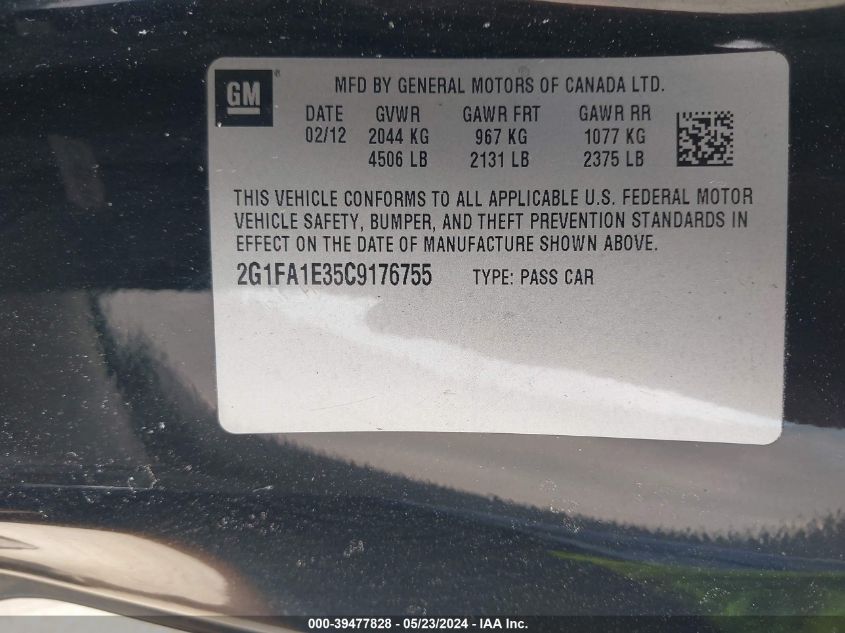 GM®
MFD BY GENERAL MOTORS OF CANADA LTD.
DATE GVWR GAWR FRT GAWR RR
02/12 2044 KG 967 KG 1077 KG
4506 LB 2131 LB 2375 LB
THIS VEHICLE CONFORMS TO ALL APPLICABLE U.S. FEDERAL MOTOR
VEHICLE SAFETY, BUMPER, AND THEFT PREVENTION STANDARDS IN
EFFECT ON THE DATE OF MANUFACTURE SHOWN ABOVE.
2G1FA1E35C9176755 TYPE: PASS CAR
000-39477828 - 05/23/2024 - IAA Inc.